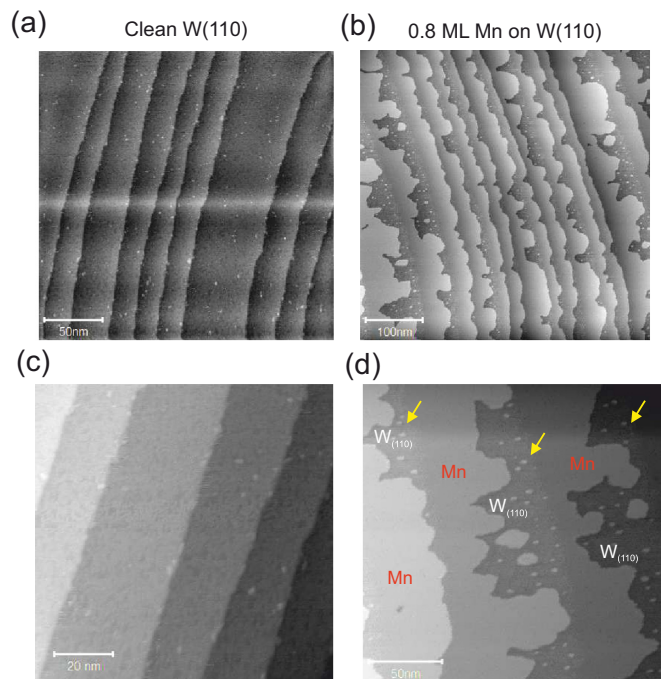 (a) Clean W(110)
(b) 0.8 ML Mn on W(110)
50nm
100nm
(c)
(d)
W(110)
Mn
Mn
W(110)
W(110)
Mn
20 nm
50nm